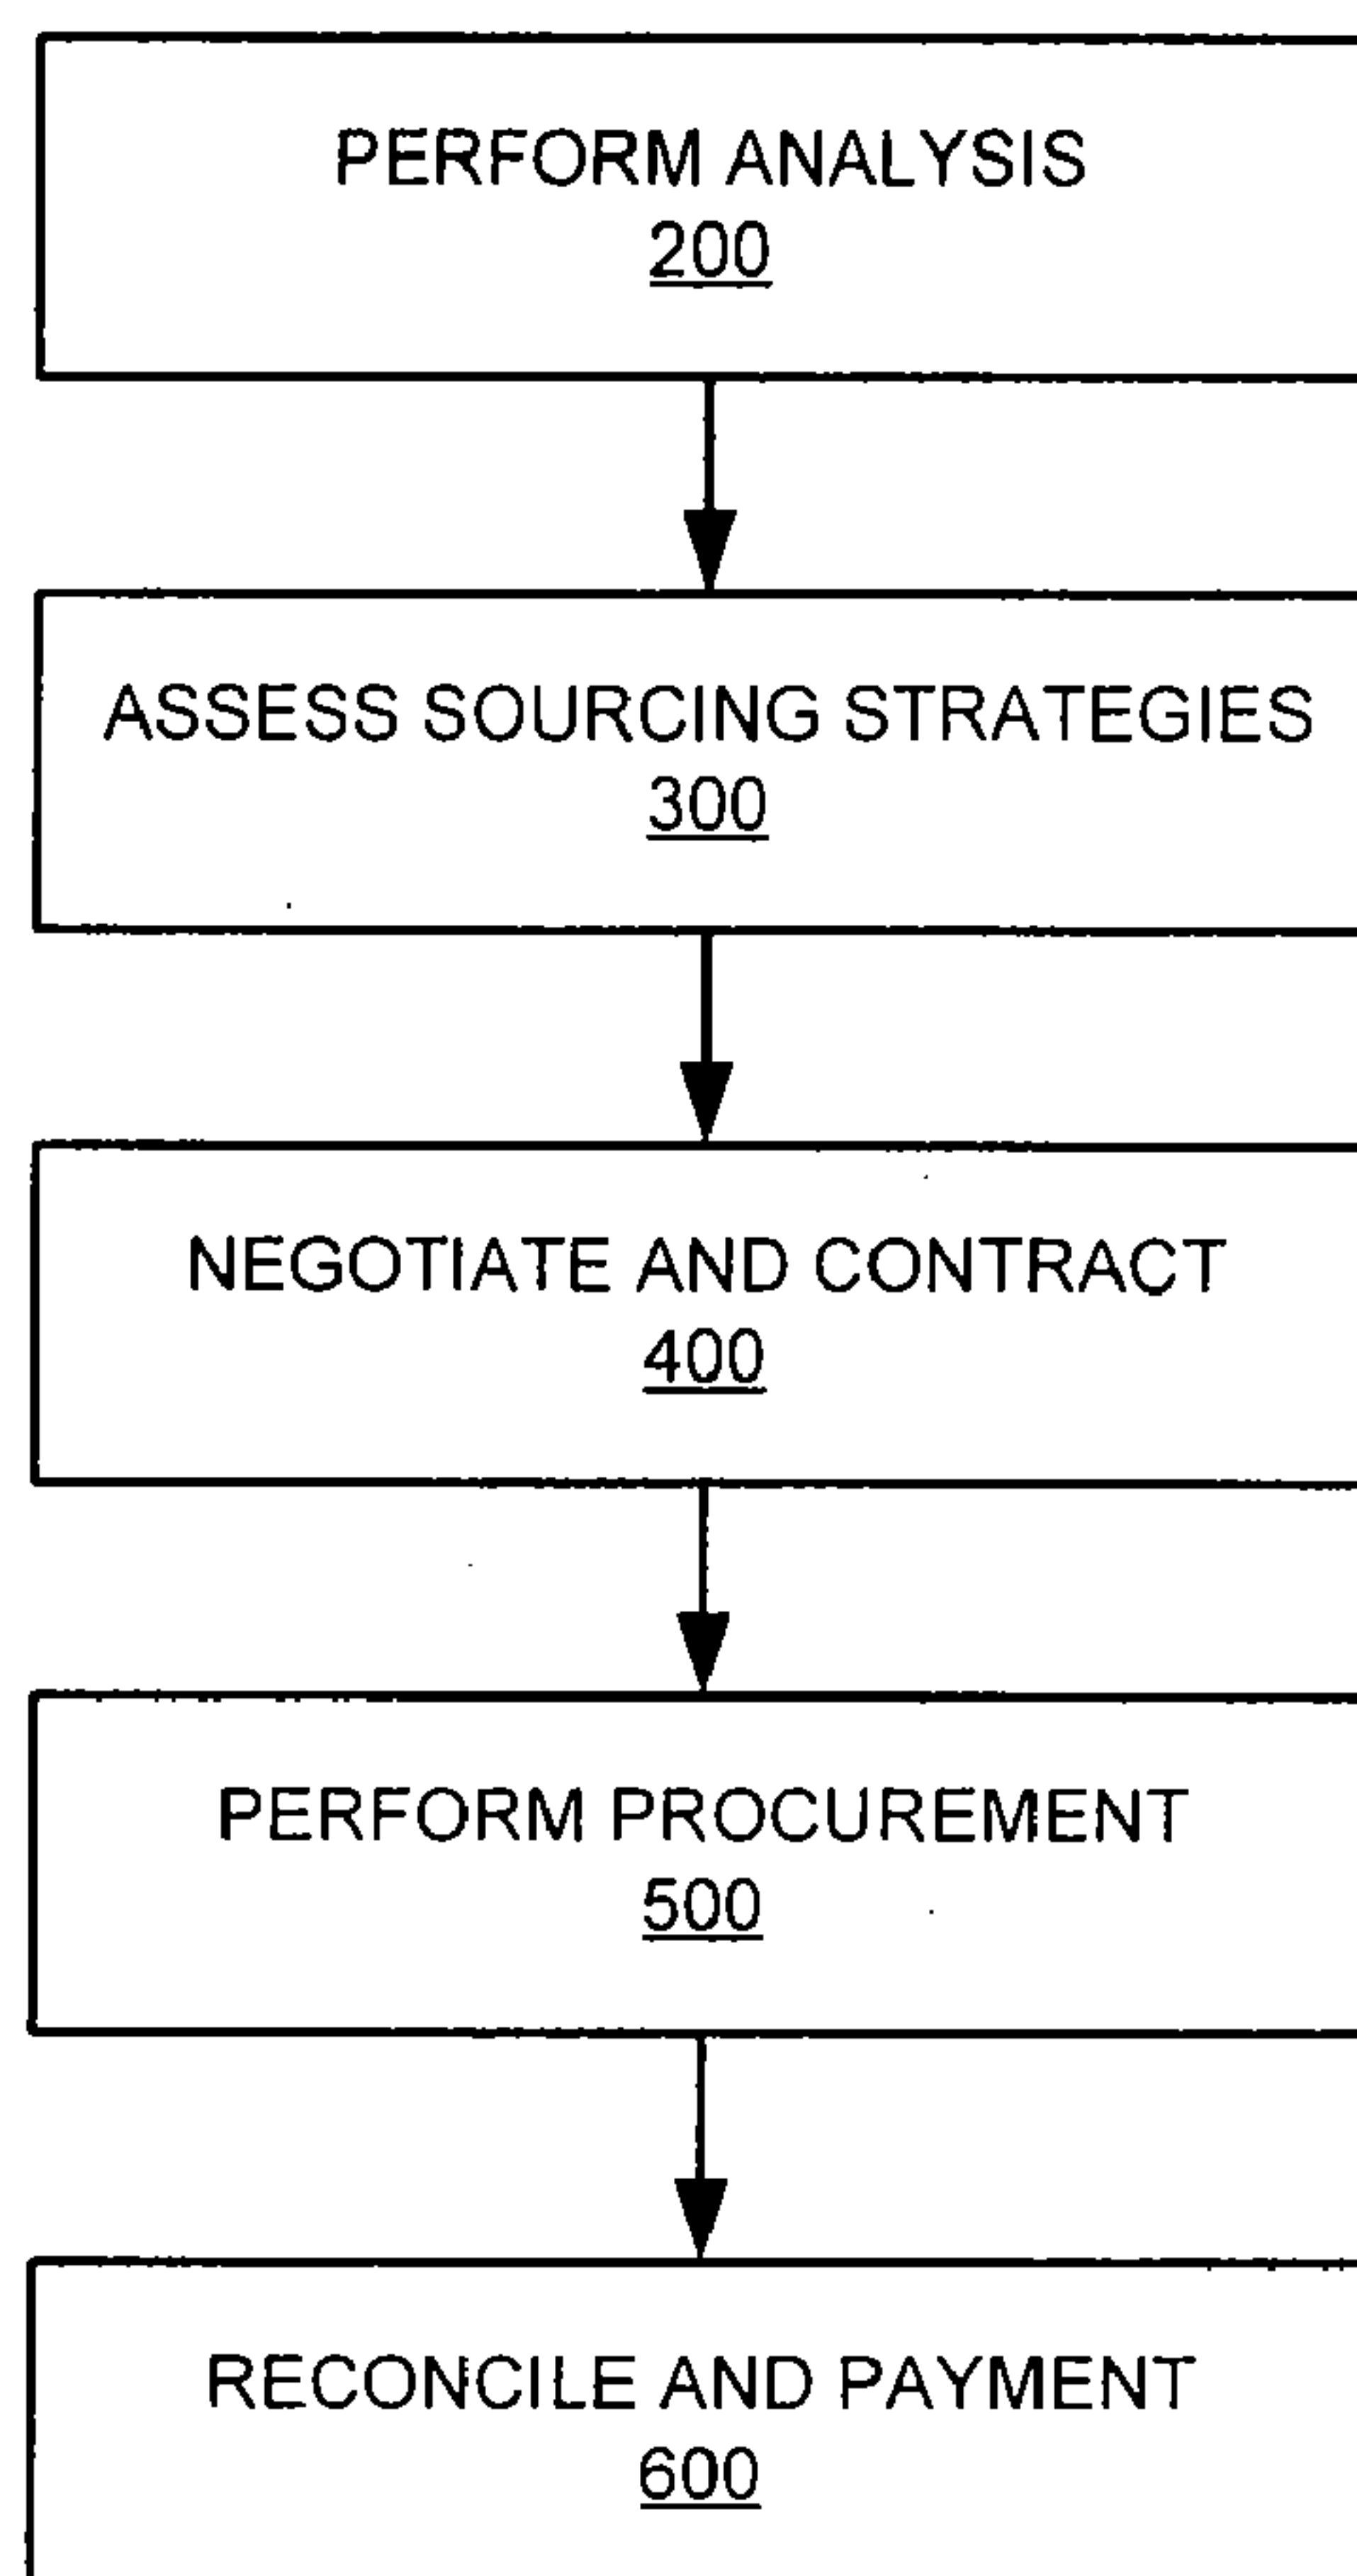 PERFORM ANALYSIS
200
ASSESS SOURCING STRATEGIES
300
NEGOTIATE AND CONTRACT
400
PERFORM PROCUREMENT
500
RECONCILE AND PAYMENT
600